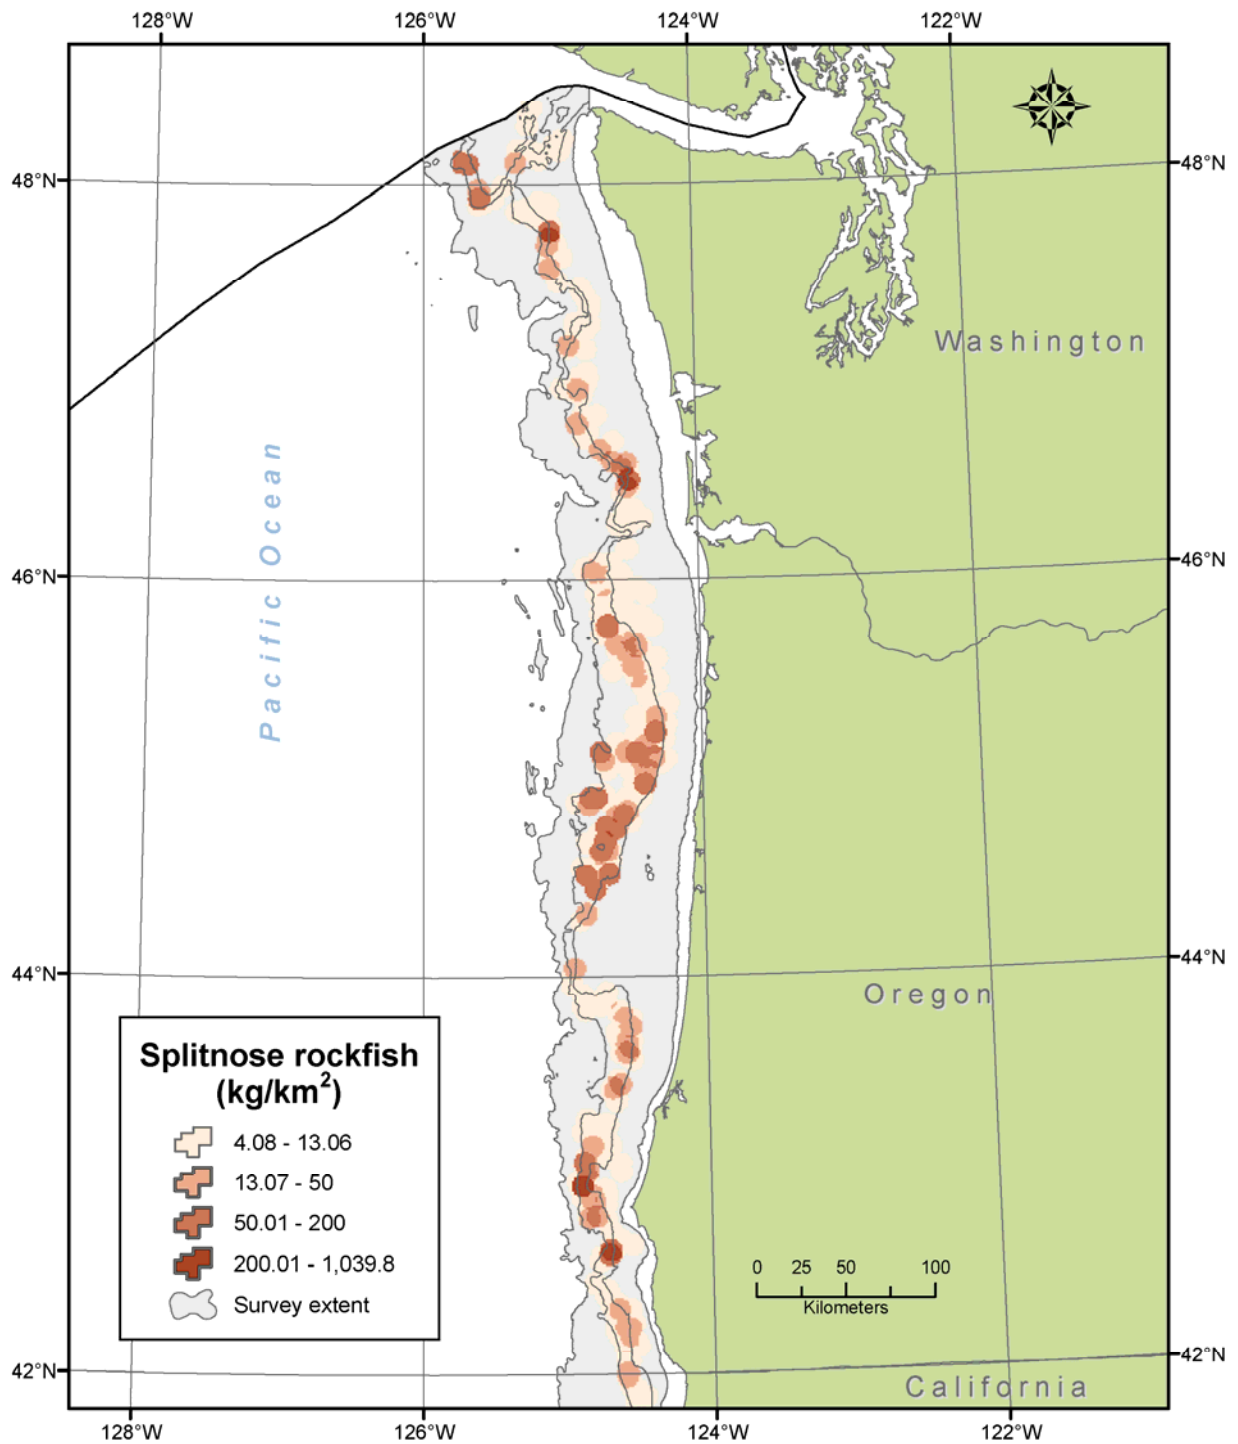 128°W 126°W 124°W 122°W
48°N 48°N
Washington
Pacific Ocean
46°N 46°N
44°N 44°N
Oregon
Splitnose rockfish
(kg/km²)
4.08 - 13.06
13.07 - 50
50.01 - 200
200.01 - 1,039.8
Survey extent
0 25 50 100
Kilometers
42°N 42°N
California
128°W 126°W 124°W 122°W